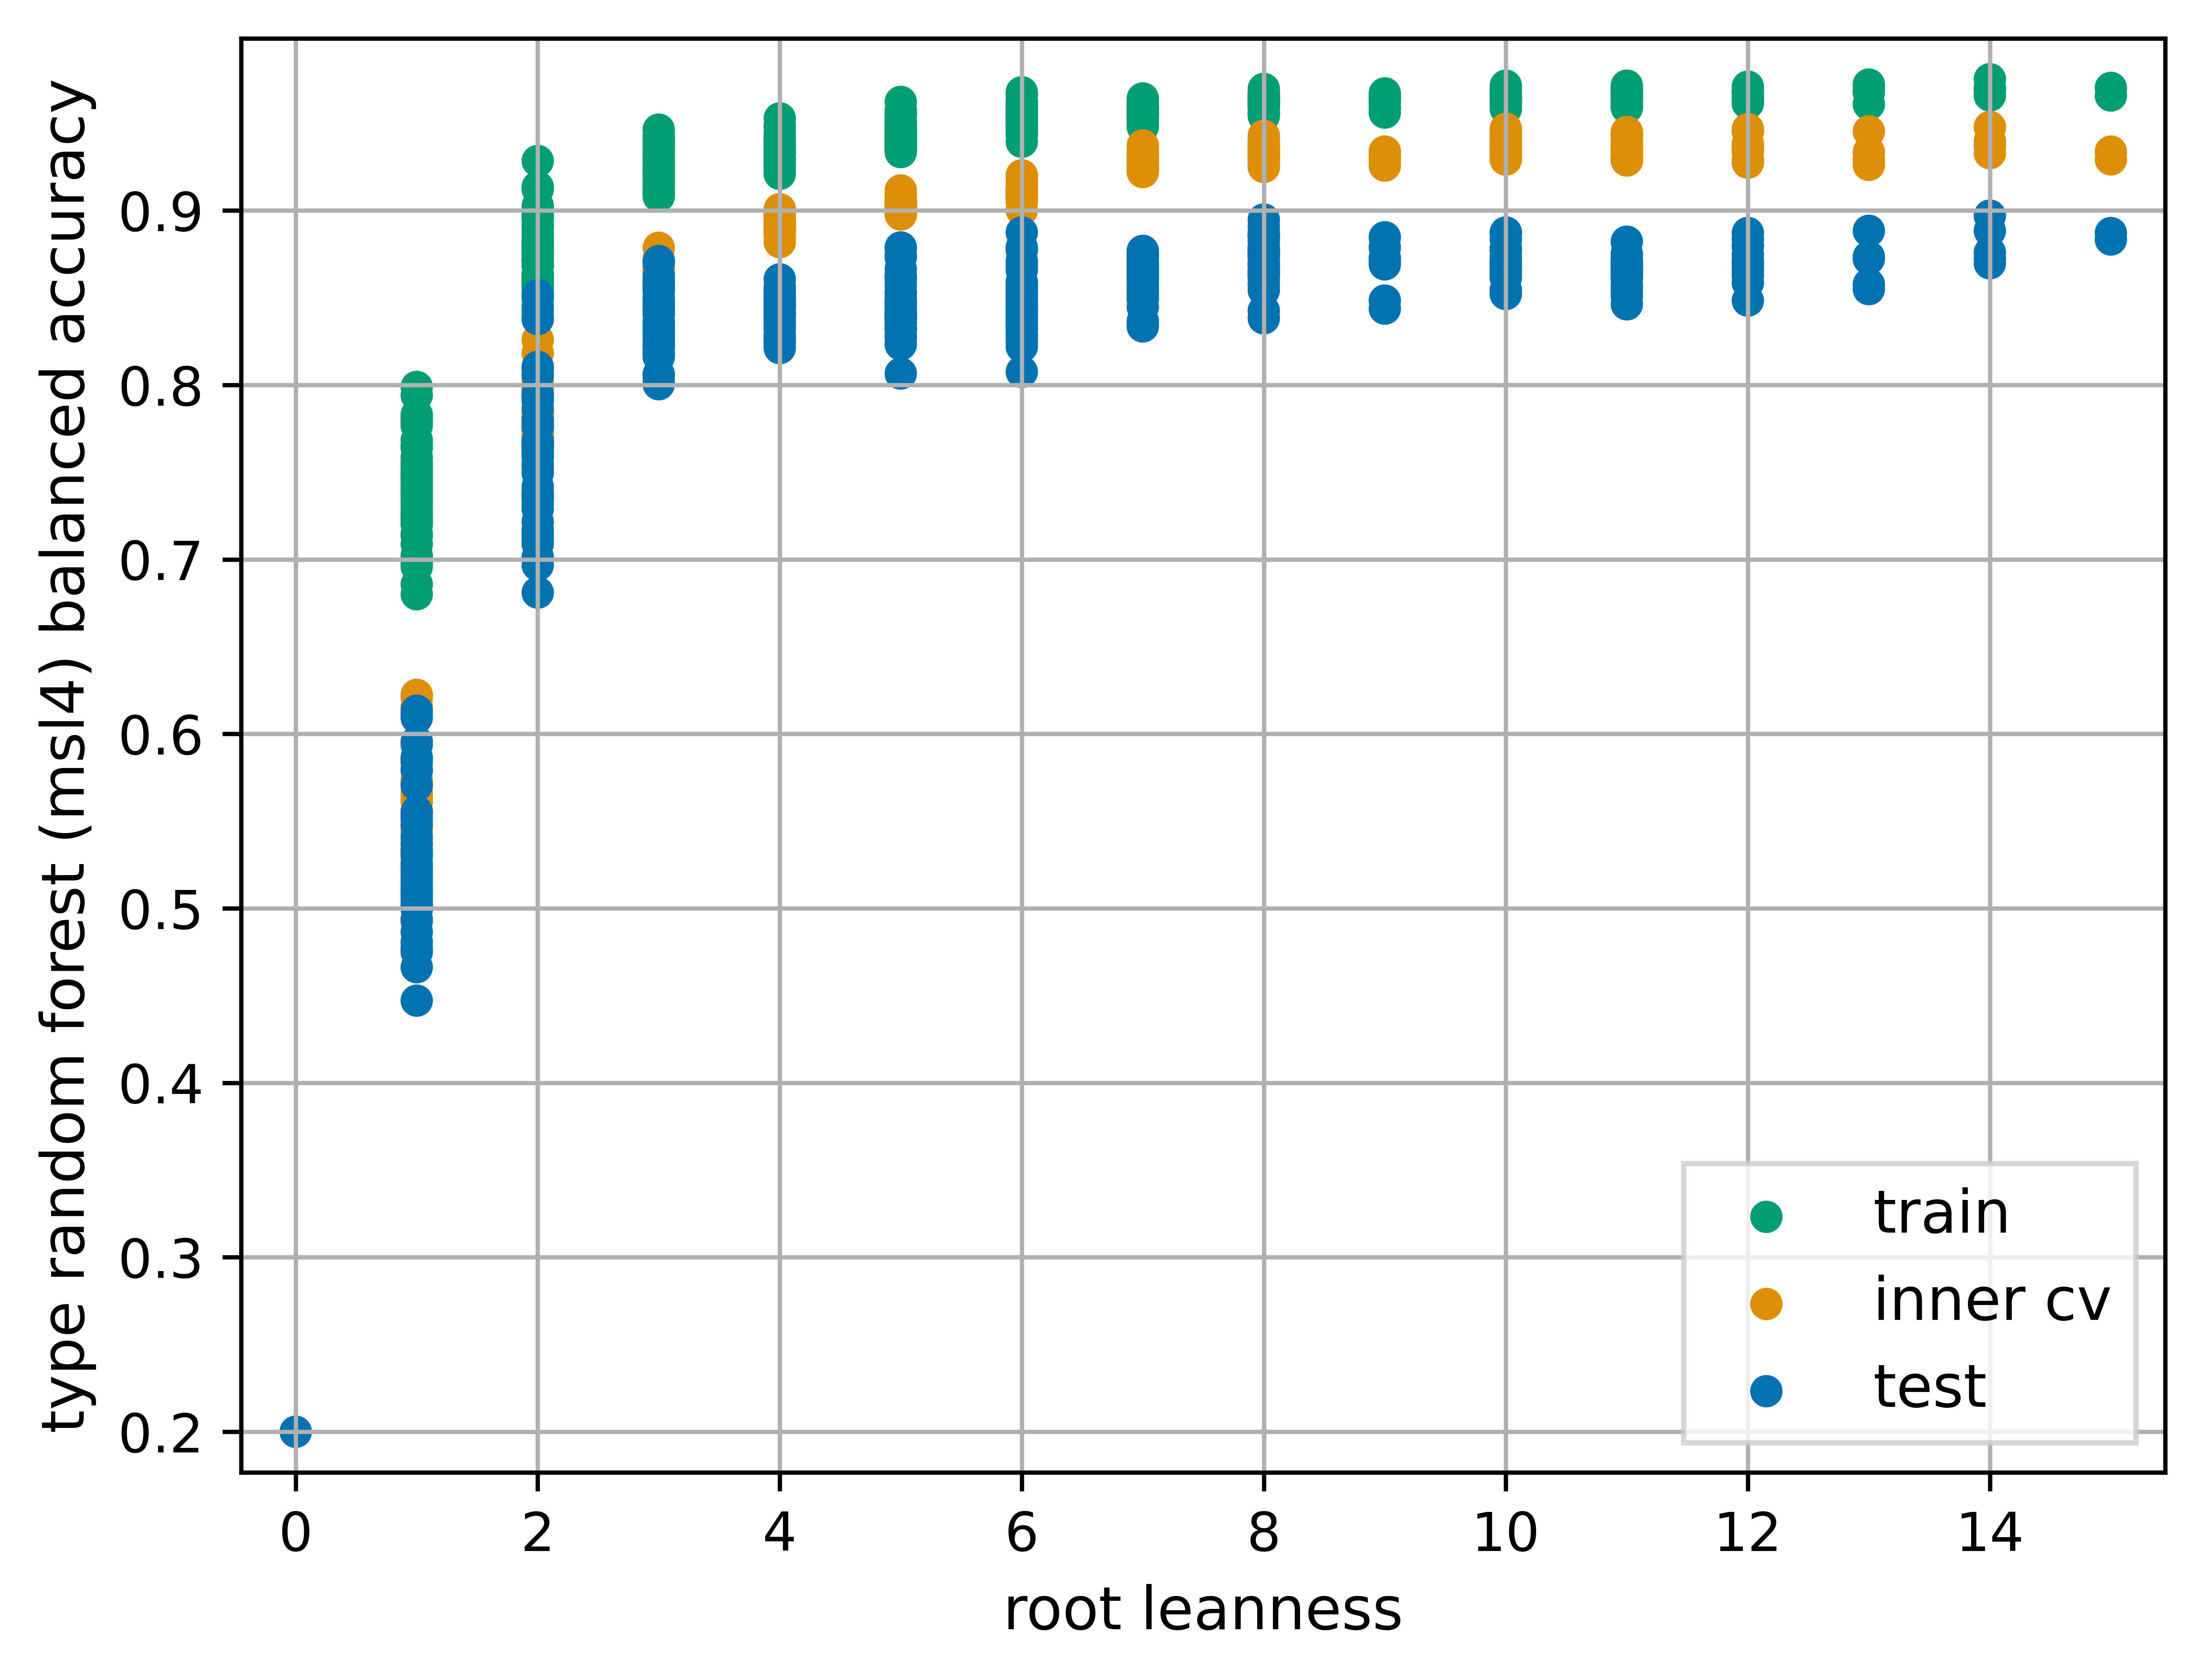 type random forest (msl4) balanced accuracy
0.9
0.8
0.7
0.6
0.5
0.4
0.3
0.2
train
inner cv
test
0 2 4 6 8 10 12 14
root leanness